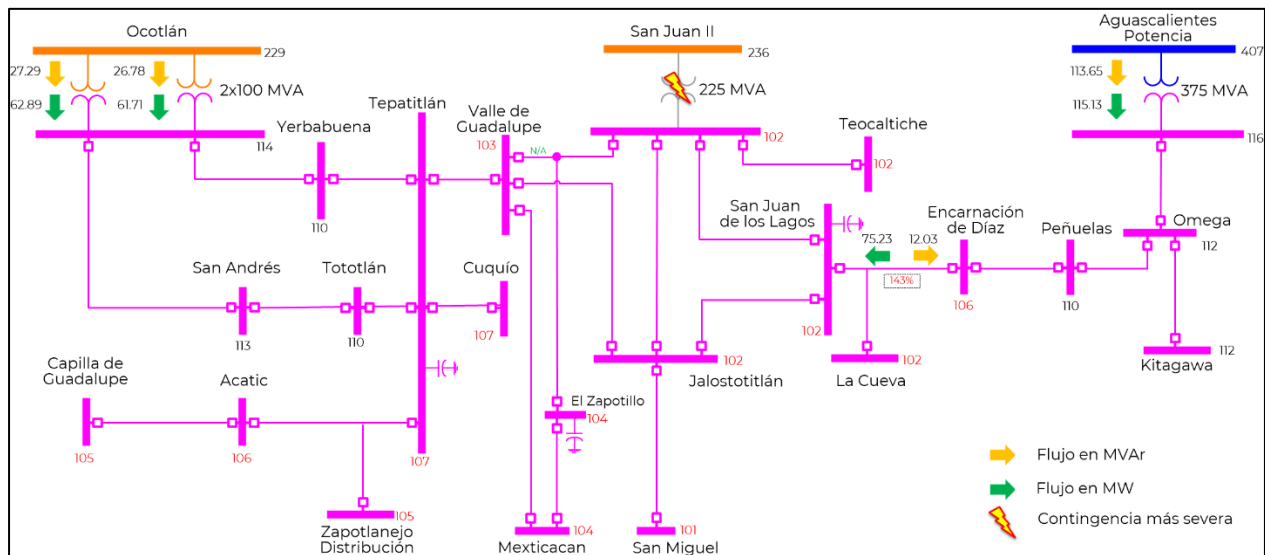 Ocotlán
229
27.29
26.78
62.89
61.71
2x100 MVA
114
San Juan II
236
225 MVA
102
Aguascalientes
Potencia
407
113.65
115.13
375 MVA
116
Yerbabuena
110
Tepatitlán
Valle de
Guadalupe
103
N/A
Teocaltiche
102
San Juan
de los Lagos
75.23
12.03
143%
102
Encarnación
de Díaz
106
Peñuelas
110
Omega
112
San Andrés
113
Tototlán
110
Cuquío
107
102
Jalostotitlán
102
La Cueva
112
Kitagawa
Capilla de
Guadalupe
105
Acatic
106
107
El Zapotillo
104
105
Zapotlanejo
Distribución
104
Mexticacan
101
San Miguel
Flujo en MVAr
Flujo en MW
Contingencia más severa